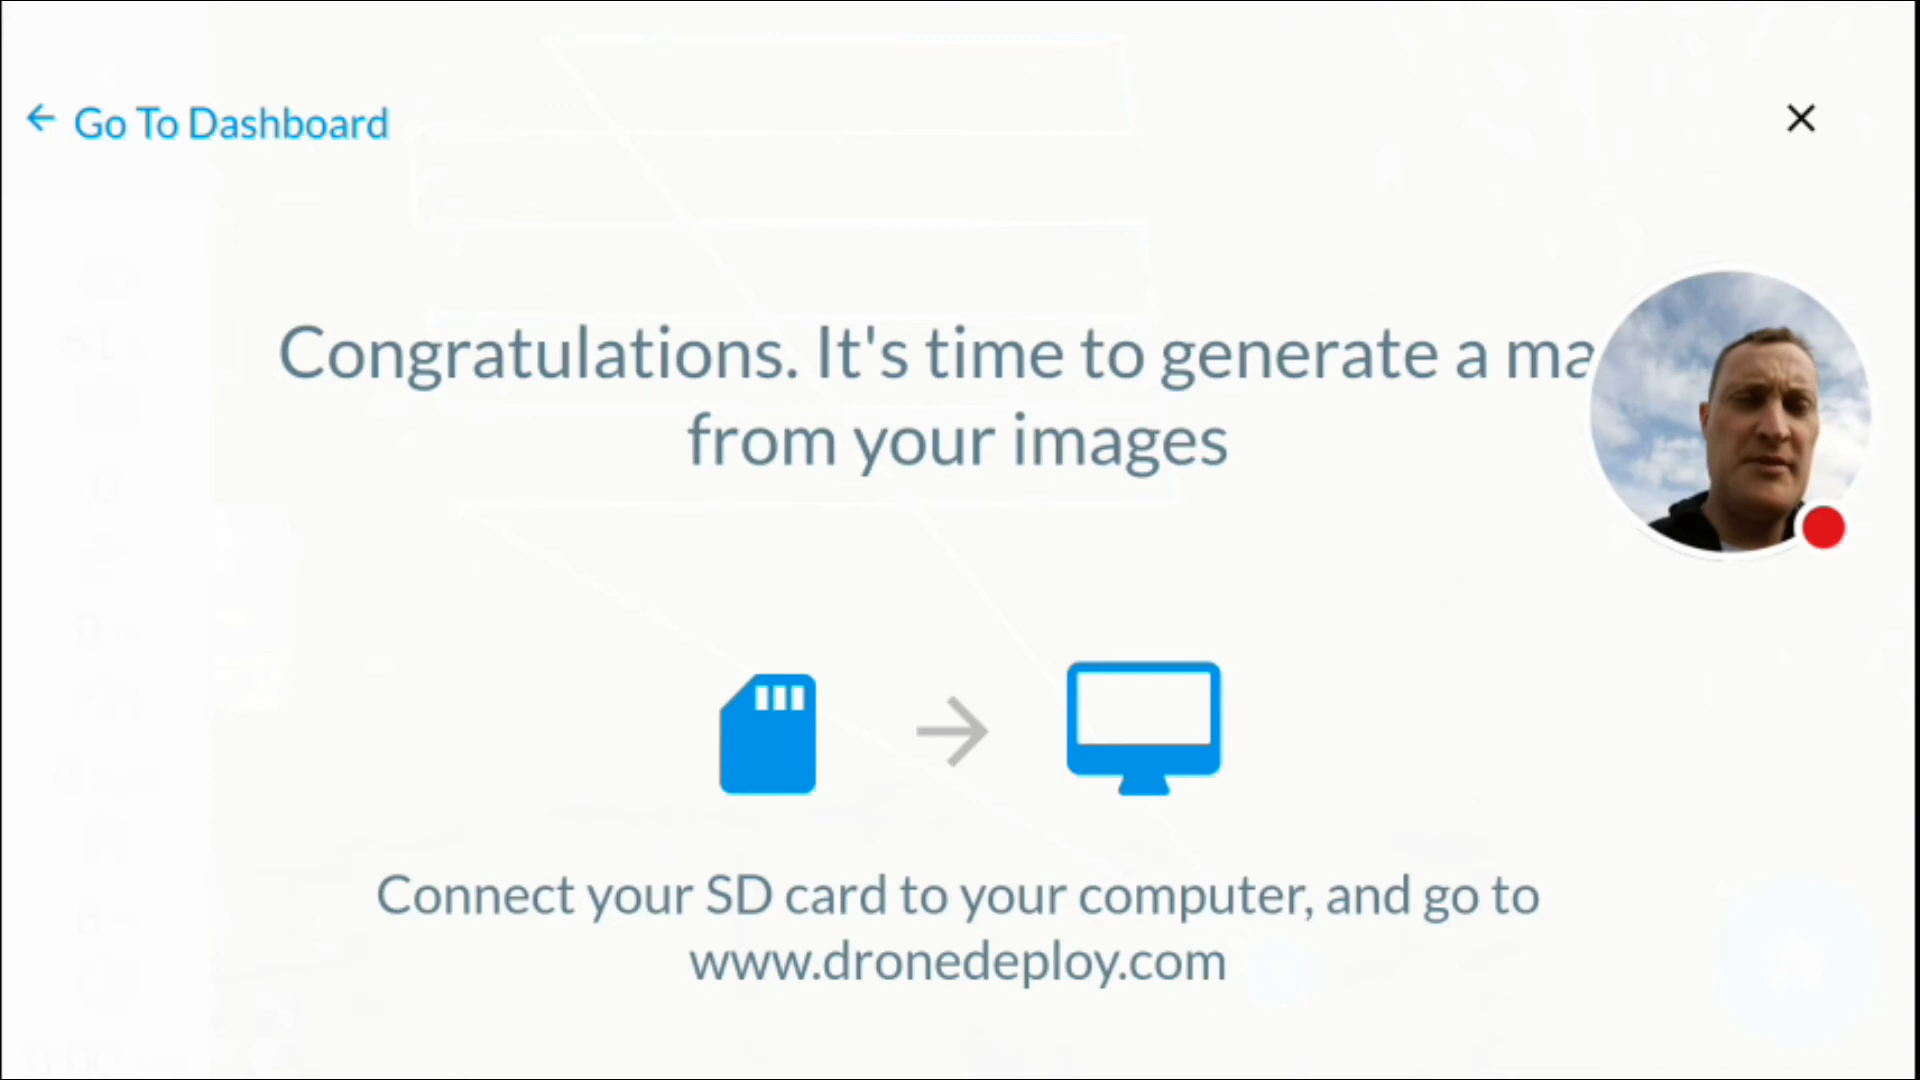 ← Go To Dashboard
Congratulations. It's time to generate a ma
from your images
Connect your SD card to your computer, and go to
www.dronedeploy.com